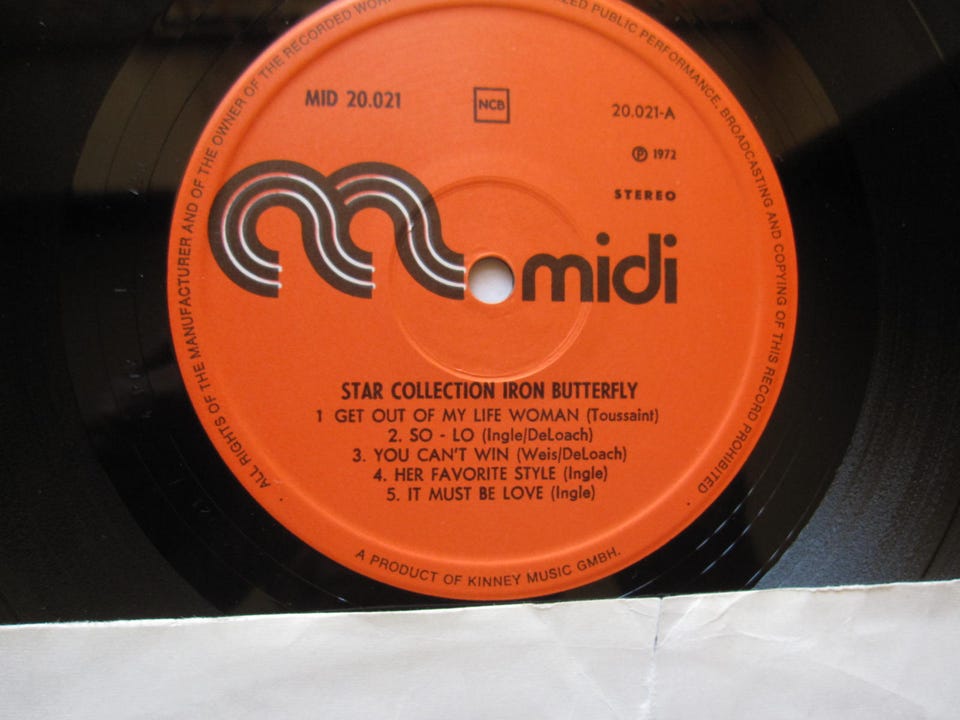 ALL RIGHTS OF THE MANUFACTURER AND OF THE OWNER OF THE RECORDED
PUBLIC PERFORMANCE, BROADCASTING AND COPYING OF THIS RECORD PROHIBITED
MID 20.021
NCB
20.021-A
Ⓟ 1972
STEREO
midi
STAR COLLECTION IRON BUTTERFLY
1 GET OUT OF MY LIFE WOMAN (Toussaint)
2. SO - LO (Ingle/DeLoach)
3. YOU CAN'T WIN (Weis/DeLoach)
4. HER FAVORITE STYLE (Ingle)
5. IT MUST BE LOVE (Ingle)
A PRODUCT OF KINNEY MUSIC GMBH.